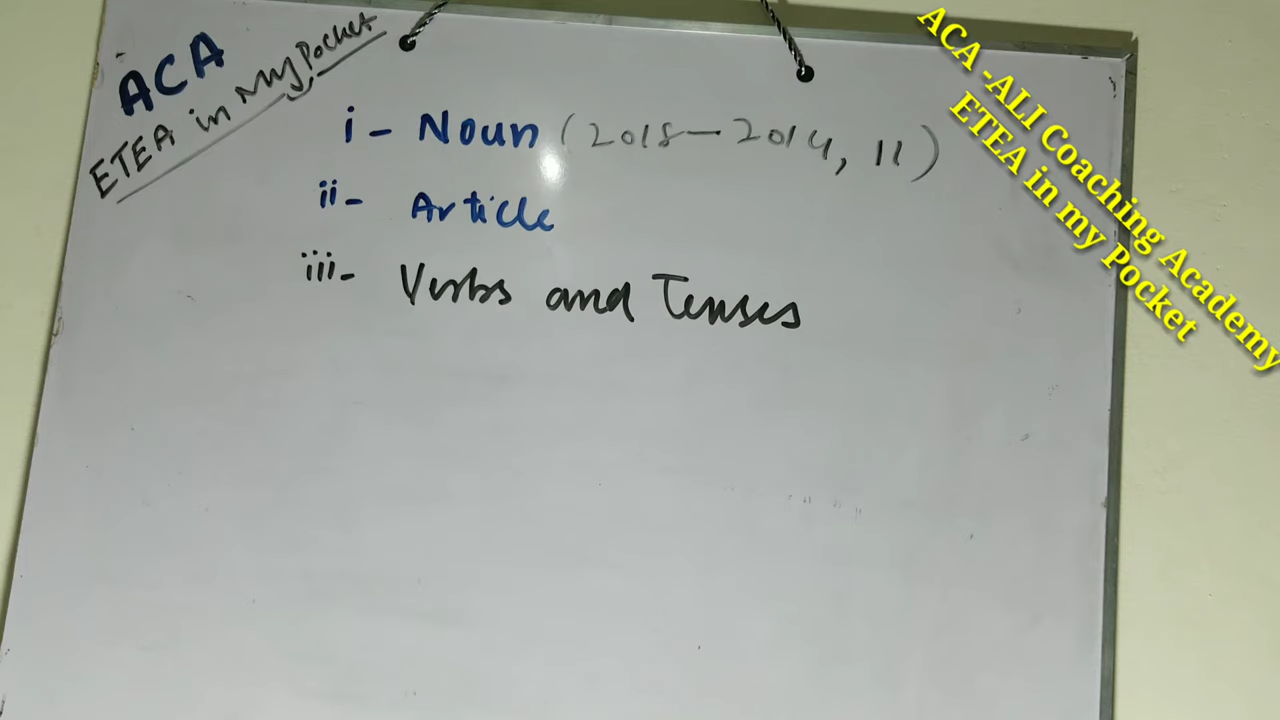 ACA
ETEA in My Pocket
i - Noun (2018 - 2014, 11)
ii - Article
iii - Verbs and Tenses
ACA -ALI Coaching Academy
ETEA in my Pocket